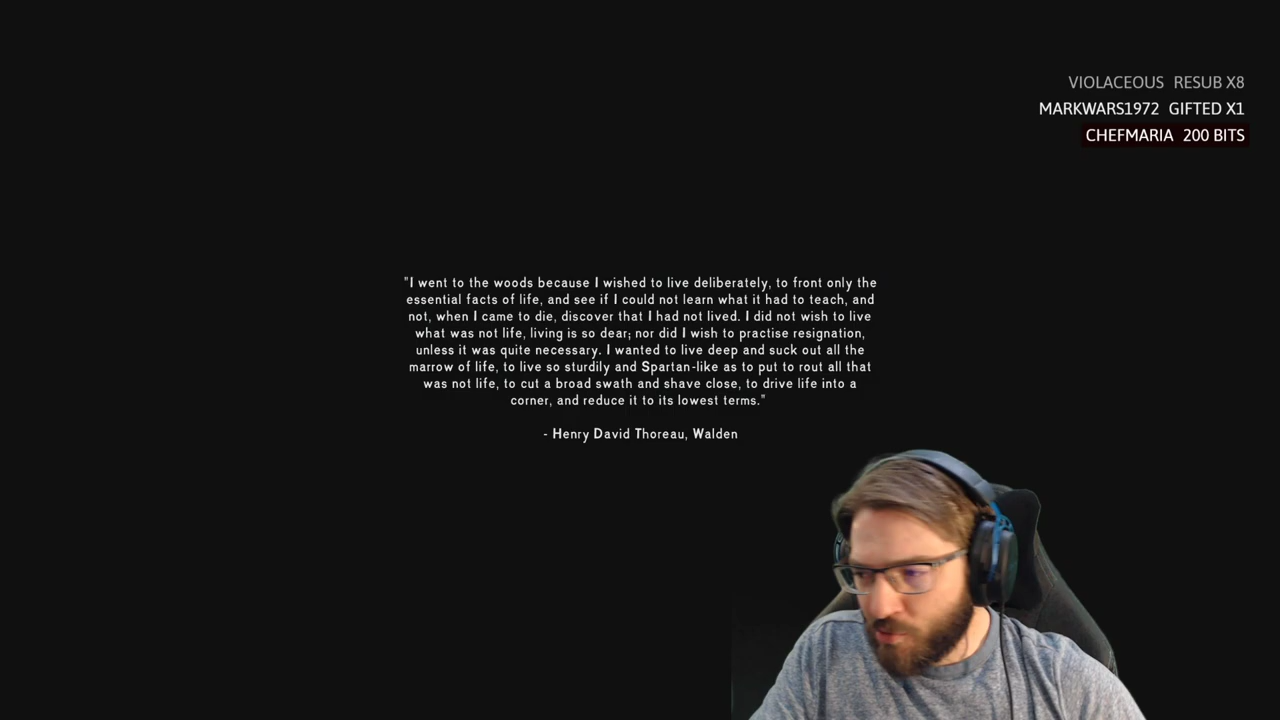 VIOLACEOUS RESUB X8
MARKWARS1972 GIFTED X1
CHEFMARIA 200 BITS
"I went to the woods because I wished to live deliberately, to front only the
essential facts of life, and see if I could not learn what it had to teach, and
not, when I came to die, discover that I had not lived. I did not wish to live
what was not life, living is so dear; nor did I wish to practise resignation,
unless it was quite necessary. I wanted to live deep and suck out all the
marrow of life, to live so sturdily and Spartan-like as to put to rout all that
was not life, to cut a broad swath and shave close, to drive life into a
corner, and reduce it to its lowest terms."
- Henry David Thoreau, Walden